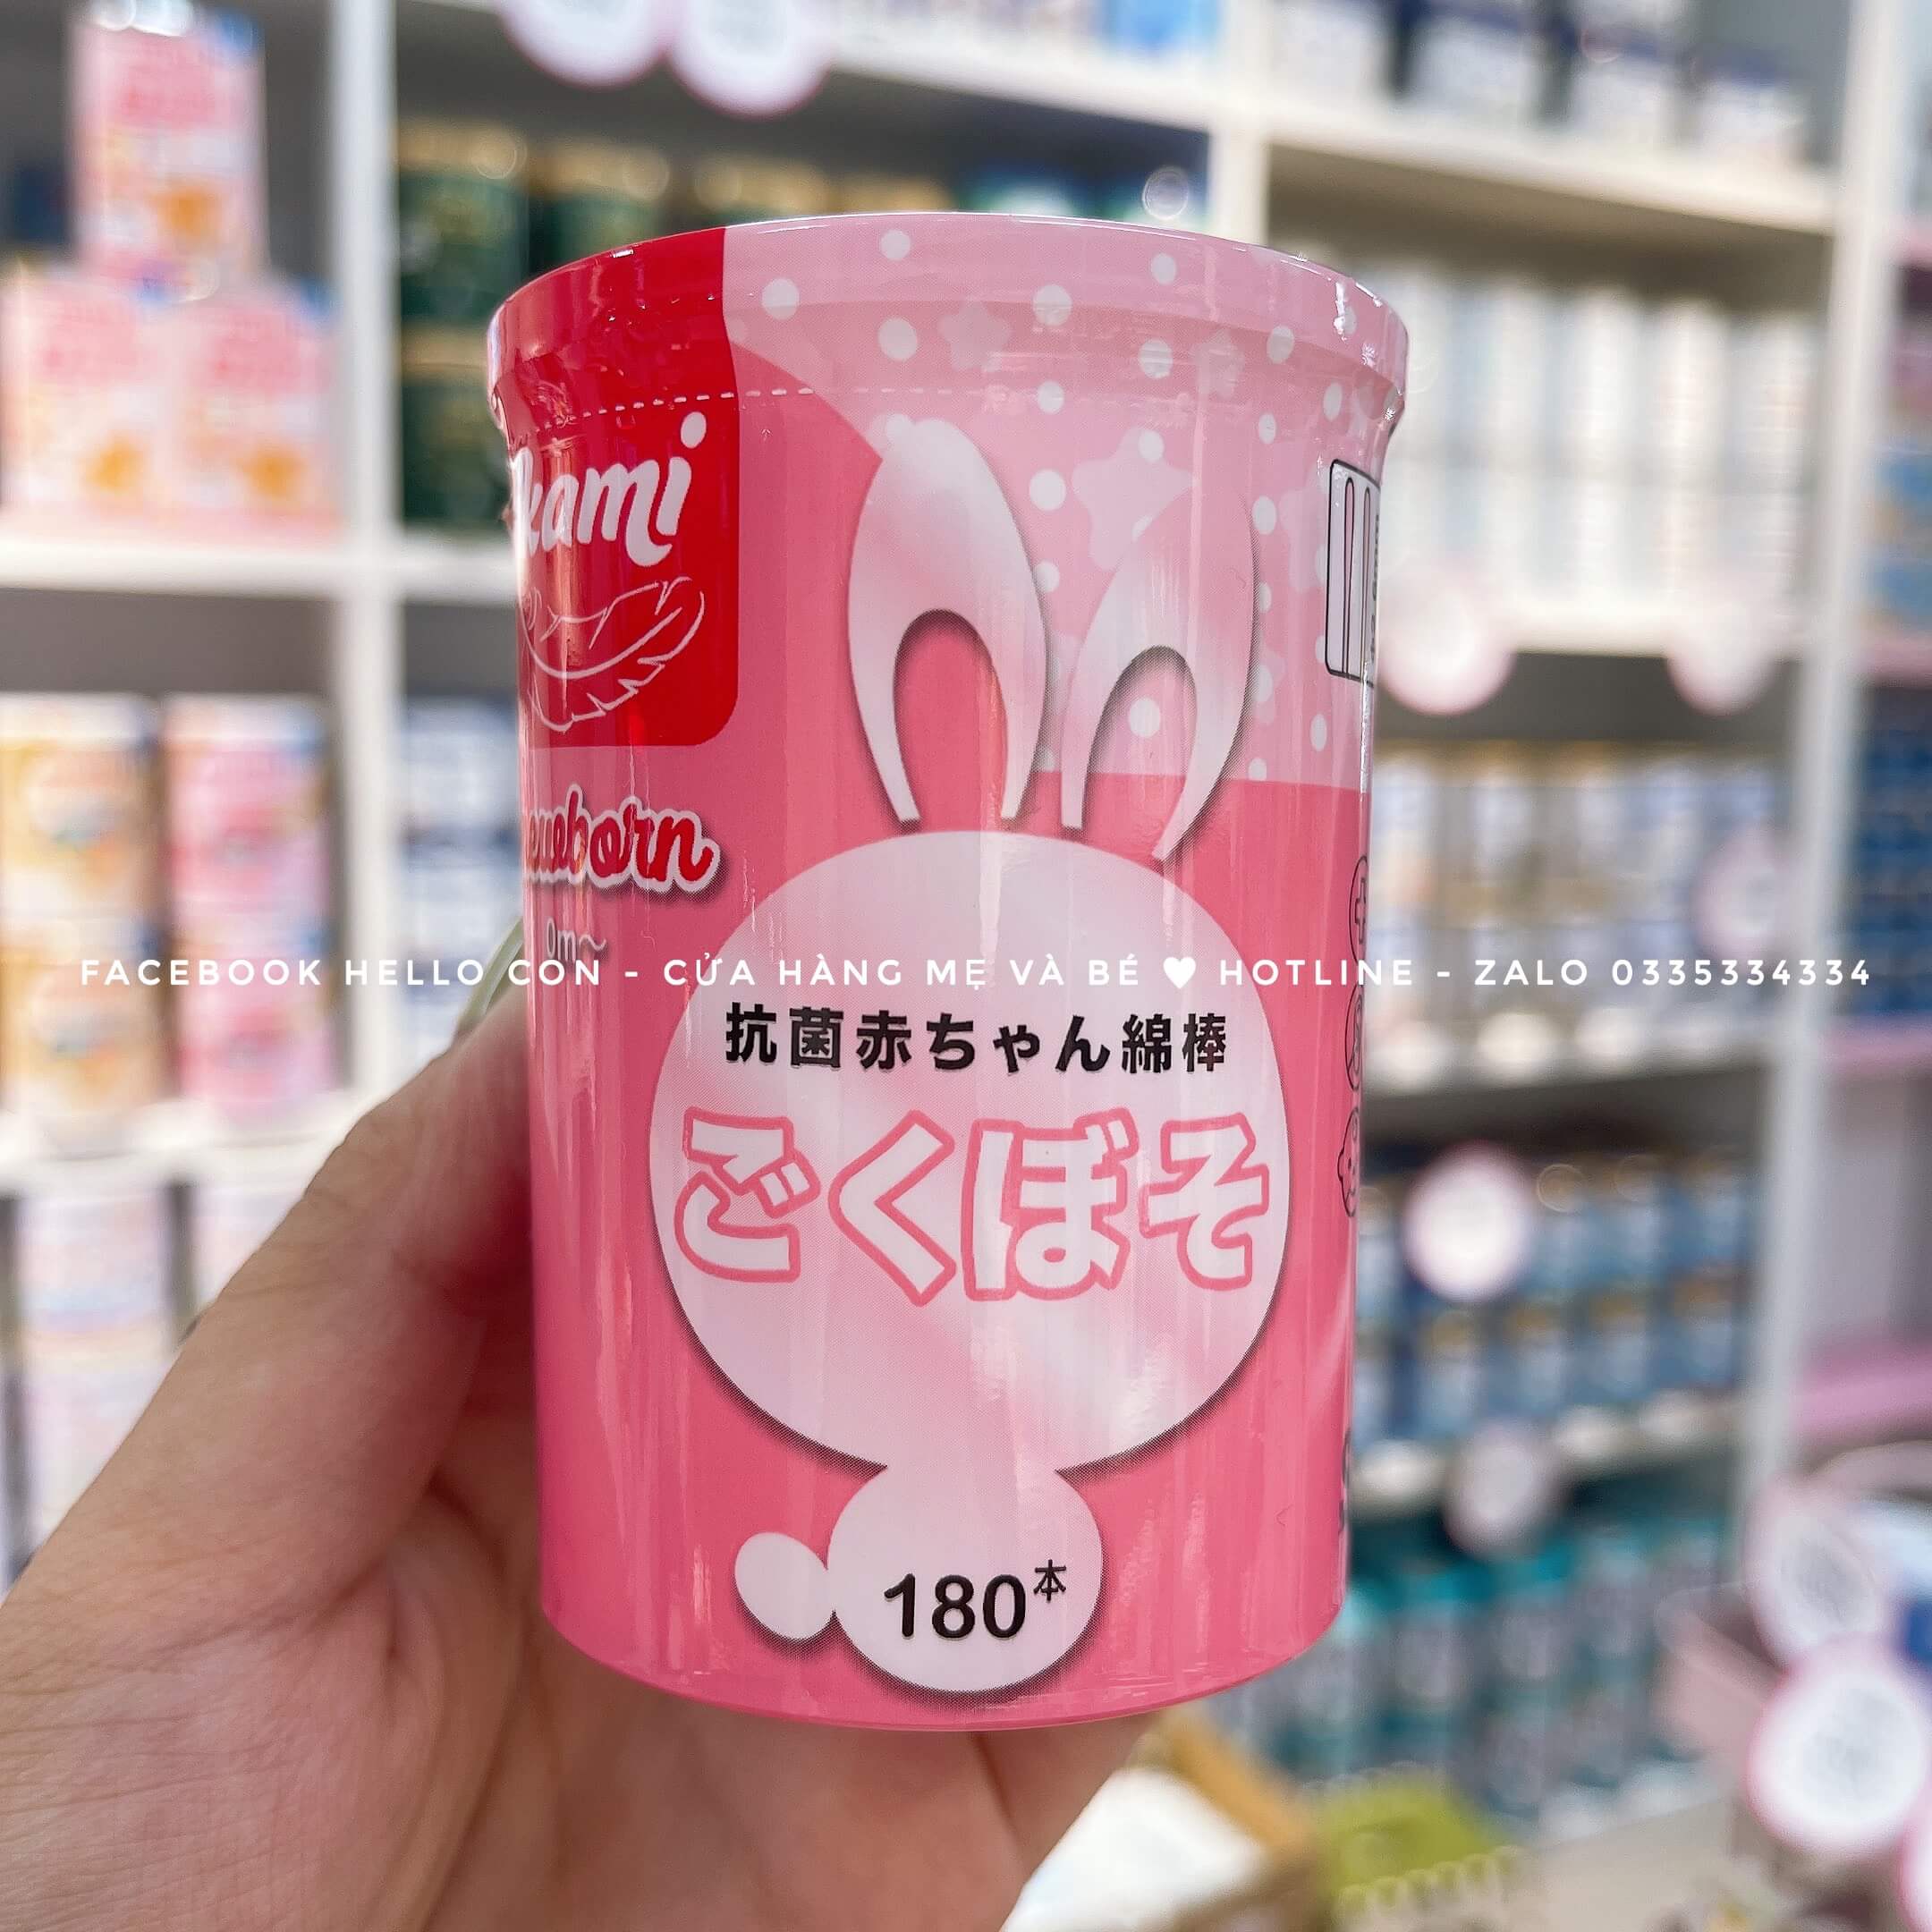 kami
newborn
0m~
FACEBOOK HELLO CON - CỬA HÀNG MẸ VÀ BÉ ♥ HOTLINE - ZALO 0335334334
抗菌赤ちゃん綿棒
ごくぼそ
180本